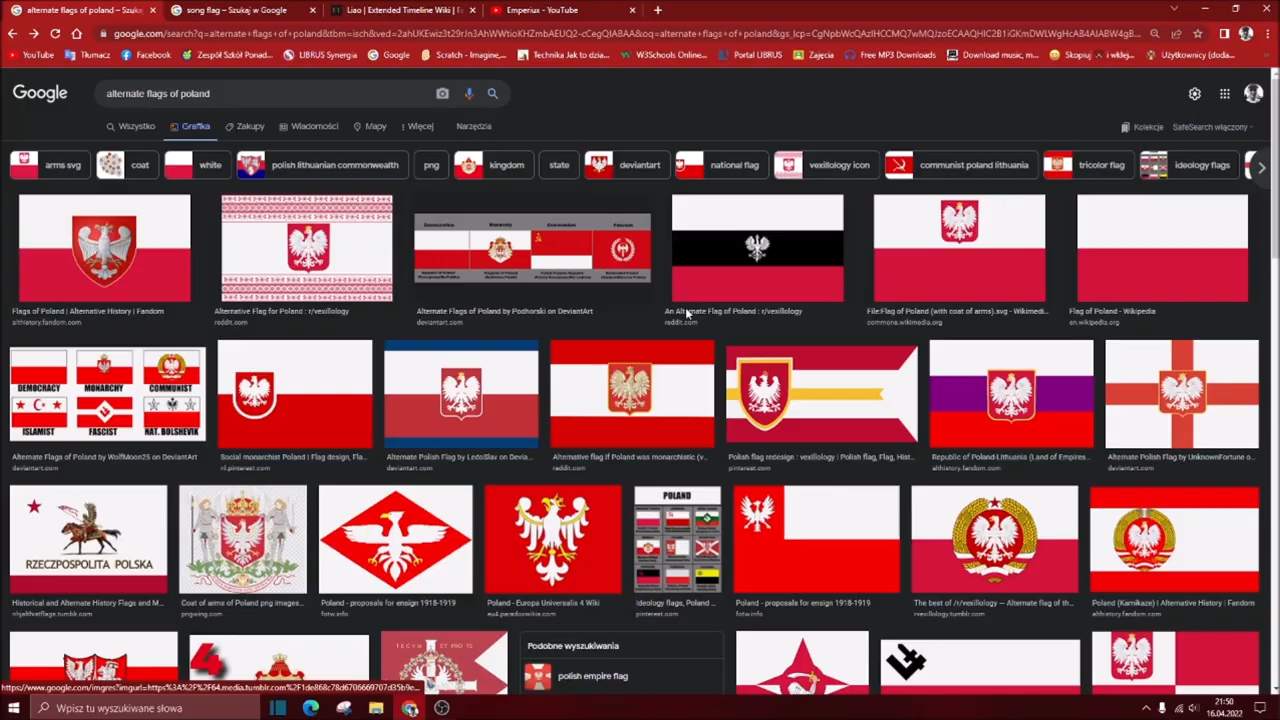 alternate flags of poland – Szukaj
song flag – Szukaj w Google
Liao | Extended Timeline Wiki | F
Emperiux - YouTube
YouTube
Tłumacz
Facebook
Zespół Szkół Ponad...
LIBRUS Synergia
Google
Scratch - Imagine,...
Technika Jak to dzia...
W3Schools Online...
Portal LIBRUS
Zajęcia
Free MP3 Downloads
Download music, m...
Skopiuj i wklej...
Użytkownicy (doda...
Google
alternate flags of poland
Wszystko
Grafika
Zakupy
Wiadomości
Mapy
Więcej
Narzędzia
Kolekcje
SafeSearch włączony
arms svg
coat
white
polish lithuanian commonwealth
png
kingdom
state
deviantart
national flag
vexillology icon
communist poland lithuania
tricolor flag
ideology flags
Flags of Poland | Alternative History | Fandom
althistory.fandom.com
Alternative Flag for Poland : r/vexillology
reddit.com
Alternate Flags of Poland by Podhorski on DeviantArt
deviantart.com
An Alternate Flag of Poland : r/vexillology
reddit.com
File:Flag of Poland (with coat of arms).svg - Wikimedi...
commons.wikimedia.org
Flag of Poland - Wikipedia
en.wikipedia.org
DEMOCRACY
MONARCHY
COMMUNIST
ISLAMIST
FASCIST
NAT. BOLSHEVIK
Alternate Flags of Poland by WolfMoon25 on DeviantArt
deviantart.com
Social monarchist Poland | Flag design, Fla...
nl.pinterest.com
Alternate Polish Flag by LedoSlav on Devia...
deviantart.com
Alternative flag if Poland was monarchistic (v...
reddit.com
Polish flag redesign : vexillology | Polish flag, Flag, Hist...
pinterest.com
Republic of Poland-Lithuania (Land of Empires...
althistory.fandom.com
Alternate Polish Flag by UnknownFortune o...
deviantart.com
RZECZPOSPOLITA POLSKA
POLAND
Historical and Alternate History Flags and M...
nhjalthistflags.tumblr.com
Coat of arms of Poland png images...
pngwing.com
Poland - proposals for ensign 1918-1919
fotw.info
Poland - Europa Universalis 4 Wiki
eu4.paradoxwikis.com
Ideology flags, Poland ...
pinterest.com
Poland - proposals for ensign 1918-1919
fotw.info
The best of /r/vexillology — Alternate flag of th...
rvexillology.tumblr.com
Poland (Kamikaze) | Alternative History | Fandom
althistory.fandom.com
4
Podobne wyszukiwania
polish empire flag
Wpisz tu wyszukiwane słowa
21:50
16.04.2022